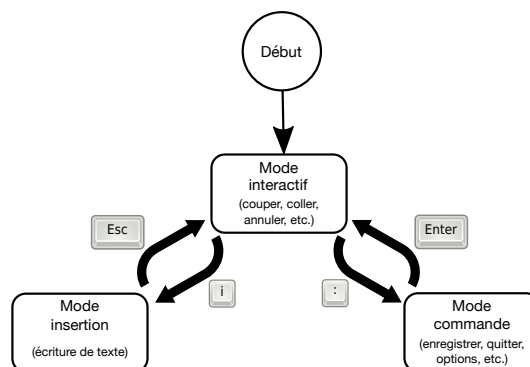 Début
Mode
interactif
(couper, coller,
annuler, etc.)
Esc
Enter
i
:
Mode
insertion
(écriture de texte)
Mode
commande
(enregistrer, quitter,
options, etc.)